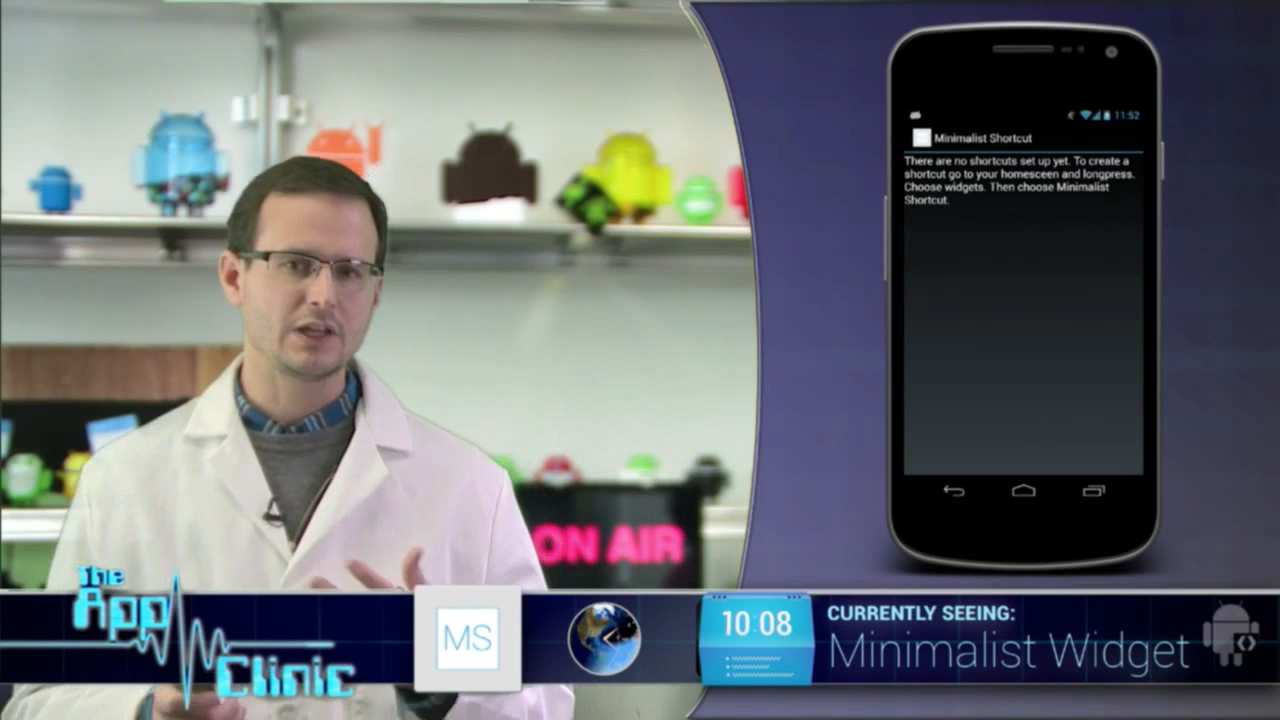 11:52
Minimalist Shortcut
There are no shortcuts set up yet. To create a
shortcut go to your homesceen and longpress.
Choose widgets. Then choose Minimalist
Shortcut.
ON AIR
The
App
Clinic
MS
10:08
CURRENTLY SEEING:
Minimalist Widget